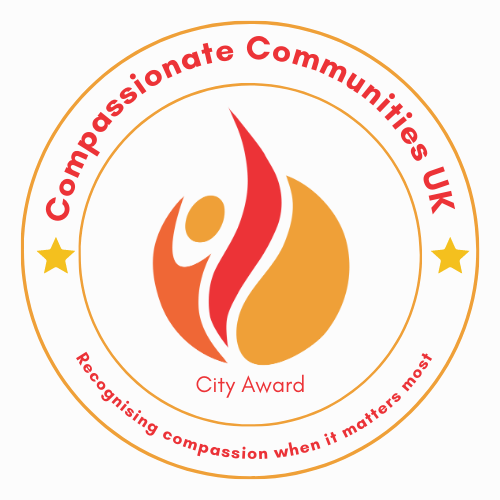 Compassionate Communities UK
City Award
Recognising compassion when it matters most